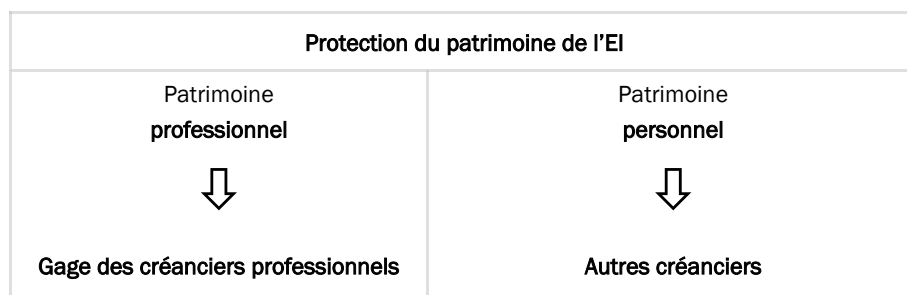 Protection du patrimoine de l’EI
Patrimoine
professionnel
Gage des créanciers professionnels
Patrimoine
personnel
Autres créanciers